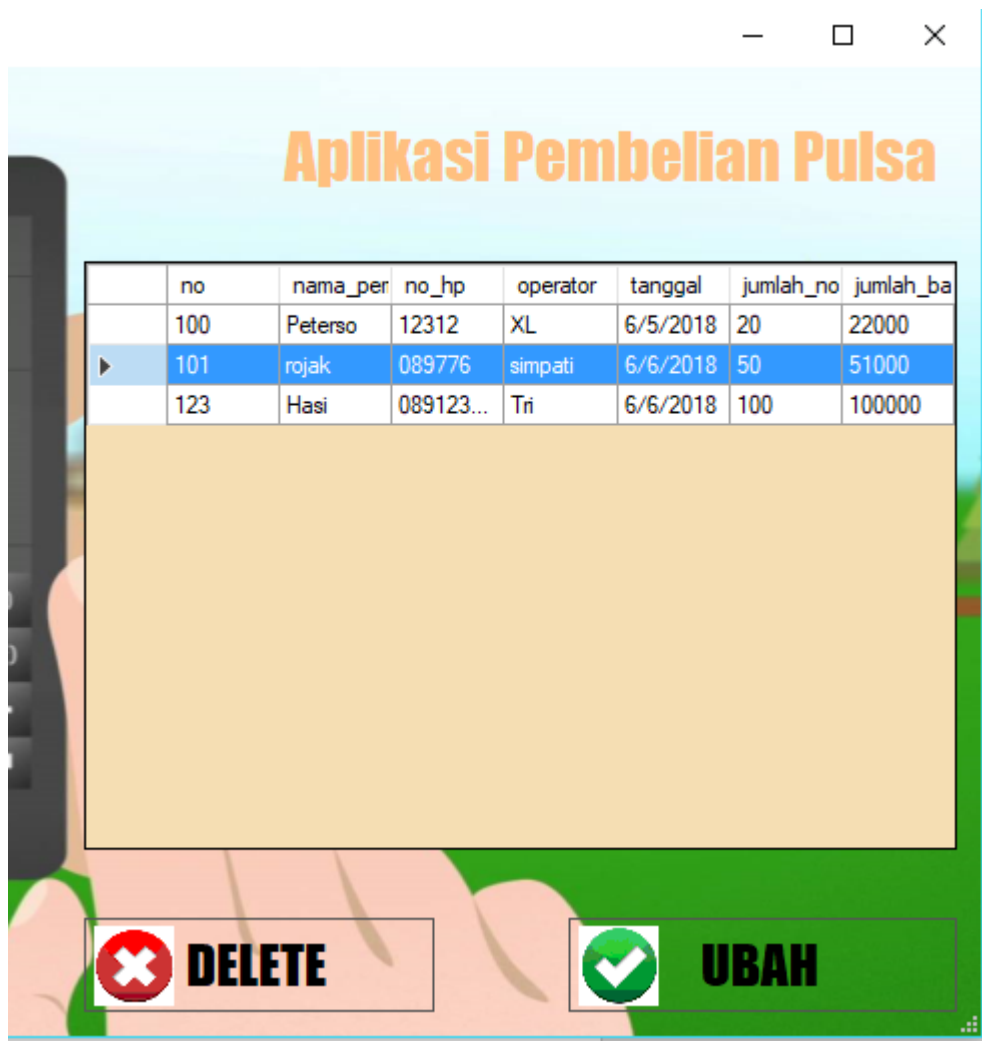 Aplikasi Pembelian Pulsa
no nama_per no_hp operator tanggal jumlah_no jumlah_ba
100 Peterso 12312 XL 6/5/2018 20 22000
101 rojak 089776 simpati 6/6/2018 50 51000
123 Hasi 089123... Tri 6/6/2018 100 100000
DELETE UBAH